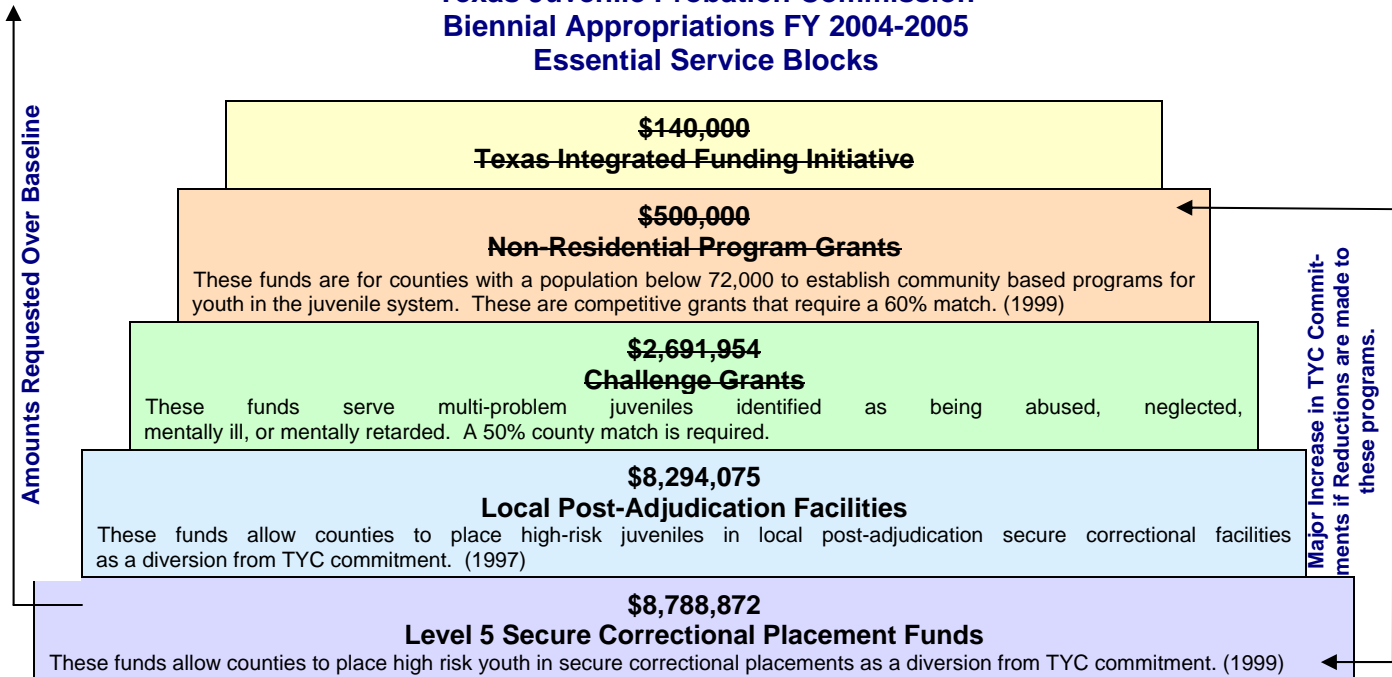 Texas Juvenile Probation Commission
Biennial Appropriations FY 2004-2005
Essential Service Blocks
Amounts Requested Over Baseline
$140,000
Texas Integrated Funding Initiative
$500,000
Non-Residential Program Grants
These funds are for counties with a population below 72,000 to establish community based programs for
youth in the juvenile system. These are competitive grants that require a 60% match. (1999)
$2,691,954
Challenge Grants
These funds serve multi-problem juveniles identified as being abused, neglected,
mentally ill, or mentally retarded. A 50% county match is required.
$8,294,075
Local Post-Adjudication Facilities
These funds allow counties to place high-risk juveniles in local post-adjudication secure correctional facilities
as a diversion from TYC commitment. (1997)
$8,788,872
Level 5 Secure Correctional Placement Funds
These funds allow counties to place high risk youth in secure correctional placements as a diversion from TYC commitment. (1999)
Major Increase in TYC Commit-
ments if Reductions are made to
these programs.